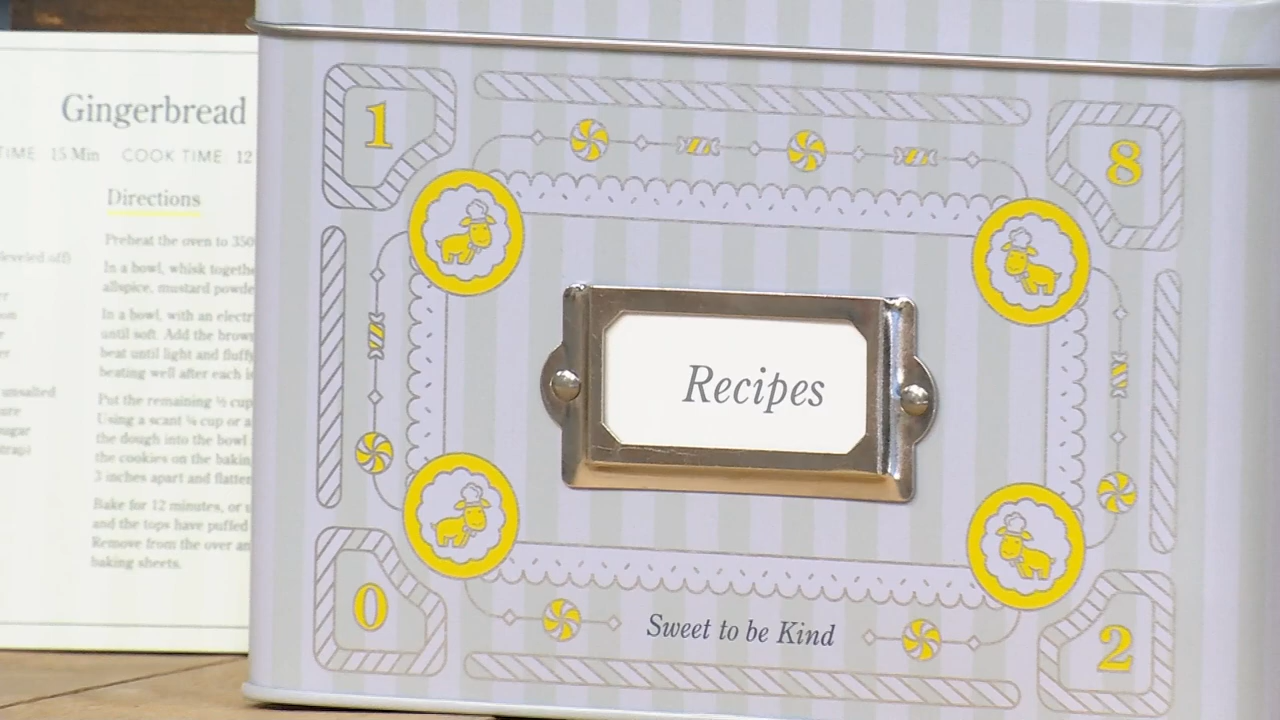 Gingerbread
TIME 15 Min COOK TIME: 12
Directions
Preheat the oven to 350
(leveled off)
In a bowl, whisk togethe
allspice, mustard powde
In a bowl, with an electr
until soft. Add the brow
beat until light and fluff
beating well after each
unsalted
Put the remaining ½ cup
Using a scant ¼ cup or a
the dough into the bowl
the cookies on the bakin
3 inches apart and flatten
Bake for 12 minutes, or
and the tops have puffed
Remove from the over an
baking sheets.
1
8
Recipes
0
Sweet to be Kind
2